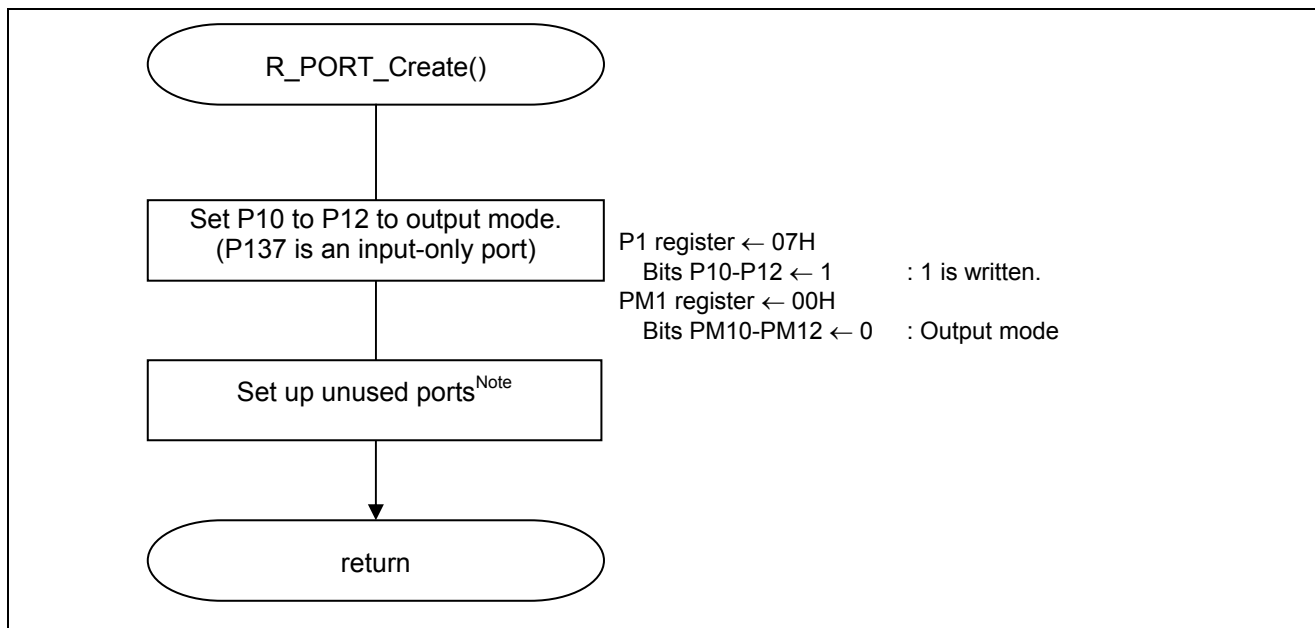 R_PORT_Create()
Set P10 to P12 to output mode.
(P137 is an input-only port)
P1 register ← 07H
Bits P10-P12 ← 1 : 1 is written.
PM1 register ← 00H
Bits PM10-PM12 ← 0 : Output mode
Set up unused portsNote
return